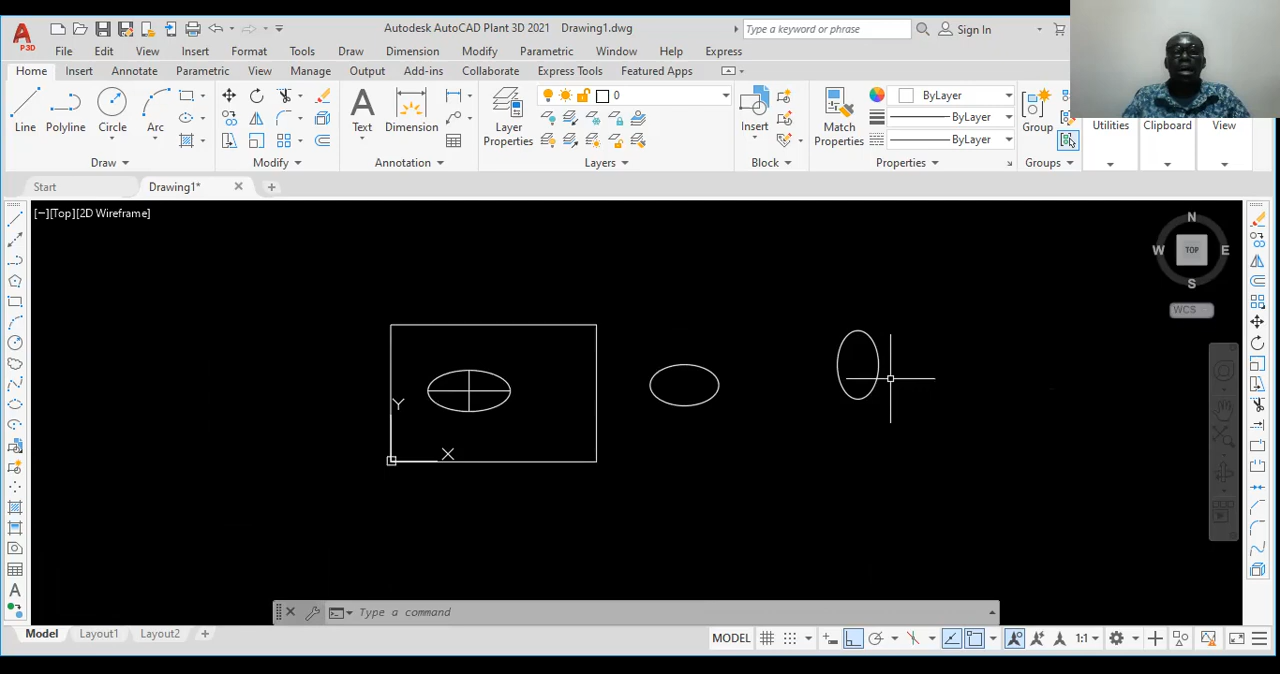 Autodesk AutoCAD Plant 3D 2021 Drawing1.dwg
Type a keyword or phrase
Sign In
A
P3D
File Edit View Insert Format Tools Draw Dimension Modify Parametric Window Help Express
Home Insert Annotate Parametric View Manage Output Add-ins Collaborate Express Tools Featured Apps
Line Polyline Circle Arc
Text Dimension
Layer Properties
0
Insert
Match Properties
ByLayer
ByLayer
ByLayer
Group
Utilities Clipboard View
Draw Modify Annotation Layers Block Properties Groups
Start Drawing1*
[−][Top][2D Wireframe]
N
W TOP E
S
WCS
Y
X
A
Type a command
Model Layout1 Layout2
MODEL 1:1